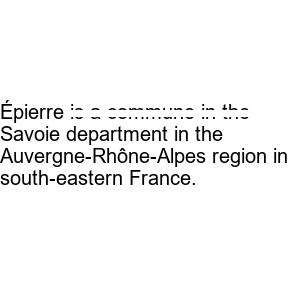 Épierre is a commune in the
Savoie department in the
Auvergne-Rhône-Alpes region in
south-eastern France.